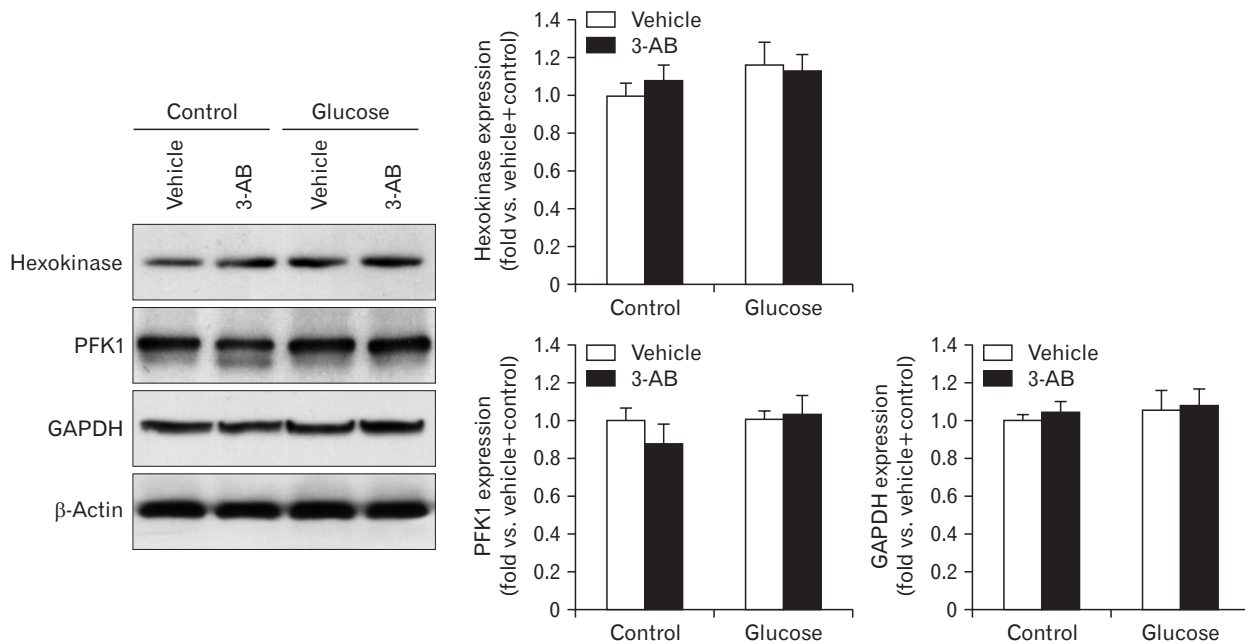 Control Glucose
Vehicle 3-AB Vehicle 3-AB
Hexokinase
PFK1
GAPDH
β-Actin
Hexokinase expression
(fold vs. vehicle+control)
1.4
1.2
1.0
0.8
0.6
0.4
0.2
0
Vehicle
3-AB
Control Glucose
PFK1 expression
(fold vs. vehicle+control)
1.4
1.2
1.0
0.8
0.6
0.4
0.2
0
Vehicle
3-AB
Control Glucose
GAPDH expression
(fold vs. vehicle+control)
1.4
1.2
1.0
0.8
0.6
0.4
0.2
0
Vehicle
3-AB
Control Glucose